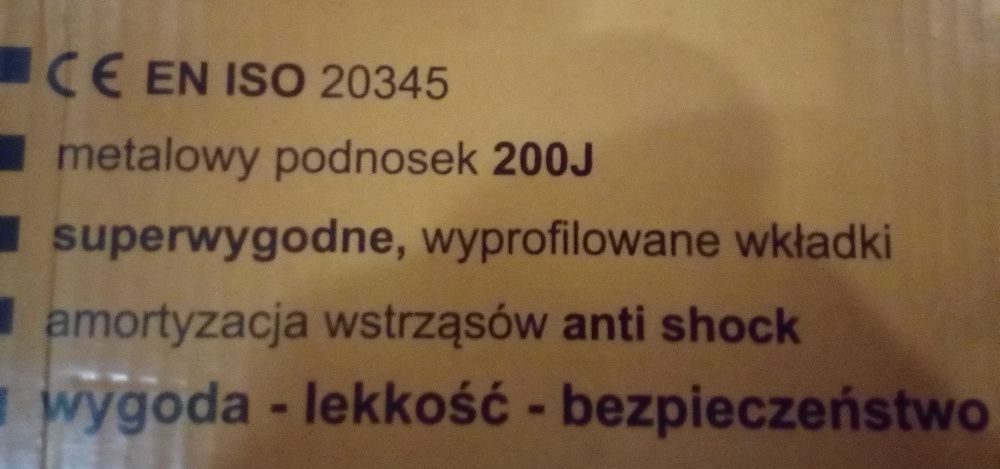 CE EN ISO 20345
metalowy podnosek 200J
superwygodne, wyprofilowane wkładki
amortyzacja wstrząsów anti shock
wygoda - lekkość - bezpieczeństwo